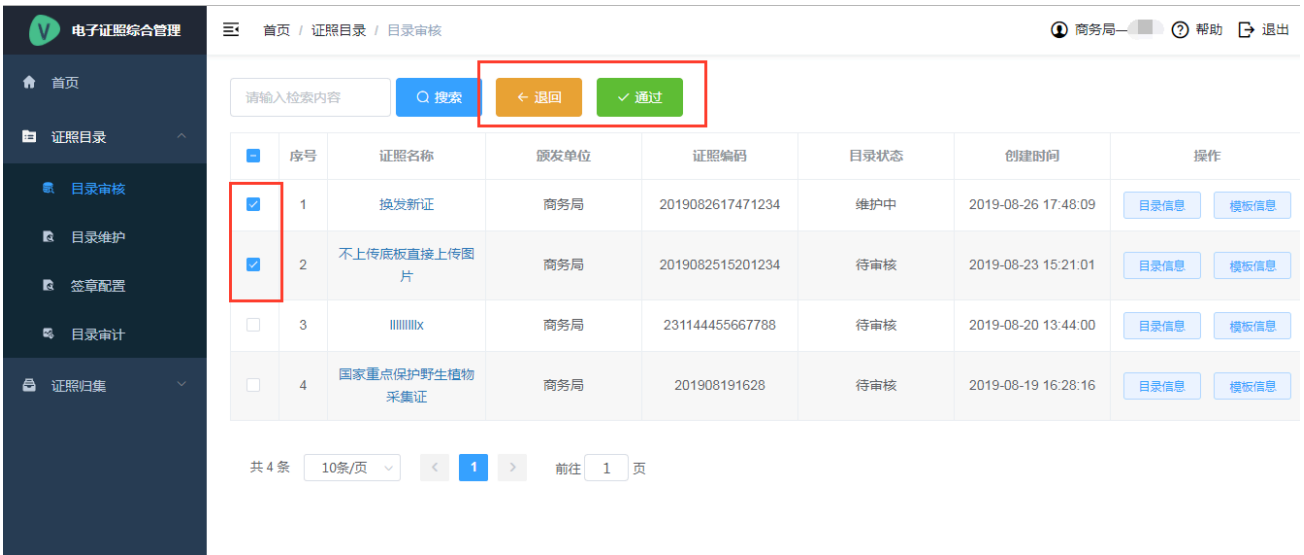 电子证照综合管理
首页 / 证照目录 / 目录审核
商务局—
帮助
退出
首页
证照目录
目录审核
目录维护
签章配置
目录审计
证照归集
请输入检索内容
搜索
退回
通过
序号 证照名称 颁发单位 证照编码 目录状态 创建时间 操作
1 换发新证 商务局 2019082617471234 维护中 2019-08-26 17:48:09 目录信息 模板信息
不上传底板直接上传图
2 商务局 2019082515201234 待审核 2019-08-23 15:21:01 目录信息 模板信息
片
3 lllllllllx 商务局 231144455667788 待审核 2019-08-20 13:44:00 目录信息 模板信息
国家重点保护野生植物
4 商务局 201908191628 待审核 2019-08-19 16:28:16 目录信息 模板信息
采集证
共 4 条 10条/页 < 1 > 前往 1 页